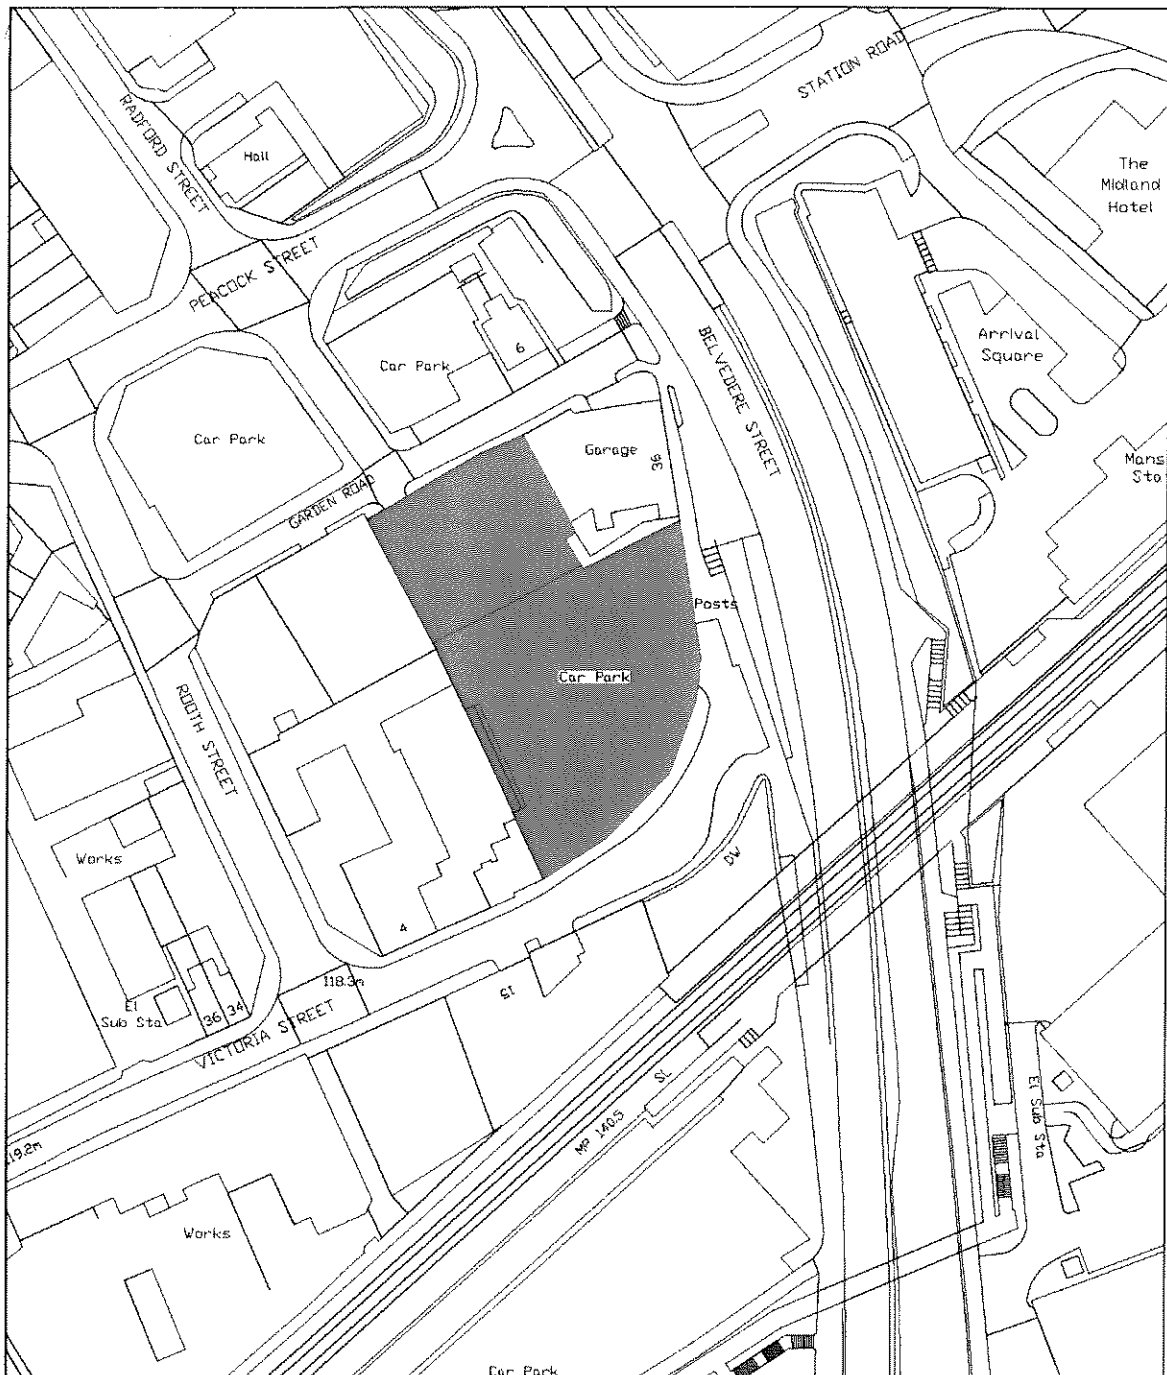 STATION ROAD
RADFORD STREET
Hall
The
Midland
Hotel
PEACOCK STREET
BELVEDERE STREET
Arrival
Square
6
Car Park
Car Park
Garage
36
Mans
Sta
GARDEN ROAD
Posts
Car Park
ROOTH STREET
Works
DW
4
118.3m
15
El
Sub Sta
36
34
VICTORIA STREET
SL
MP 140.5
El Sub Sta
119.2m
Works
Car Park